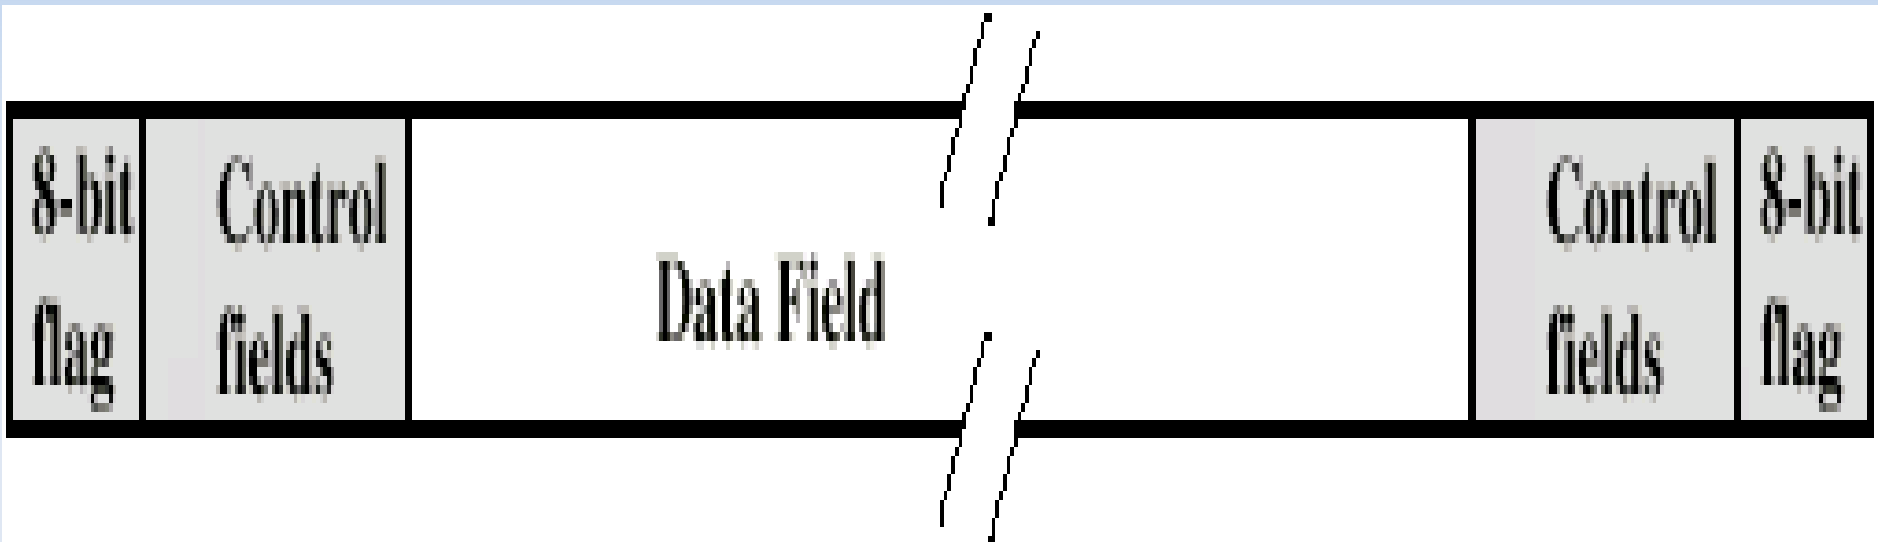 8-bit
flag
Control
fields
Data Field
Control
fields
8-bit
flag